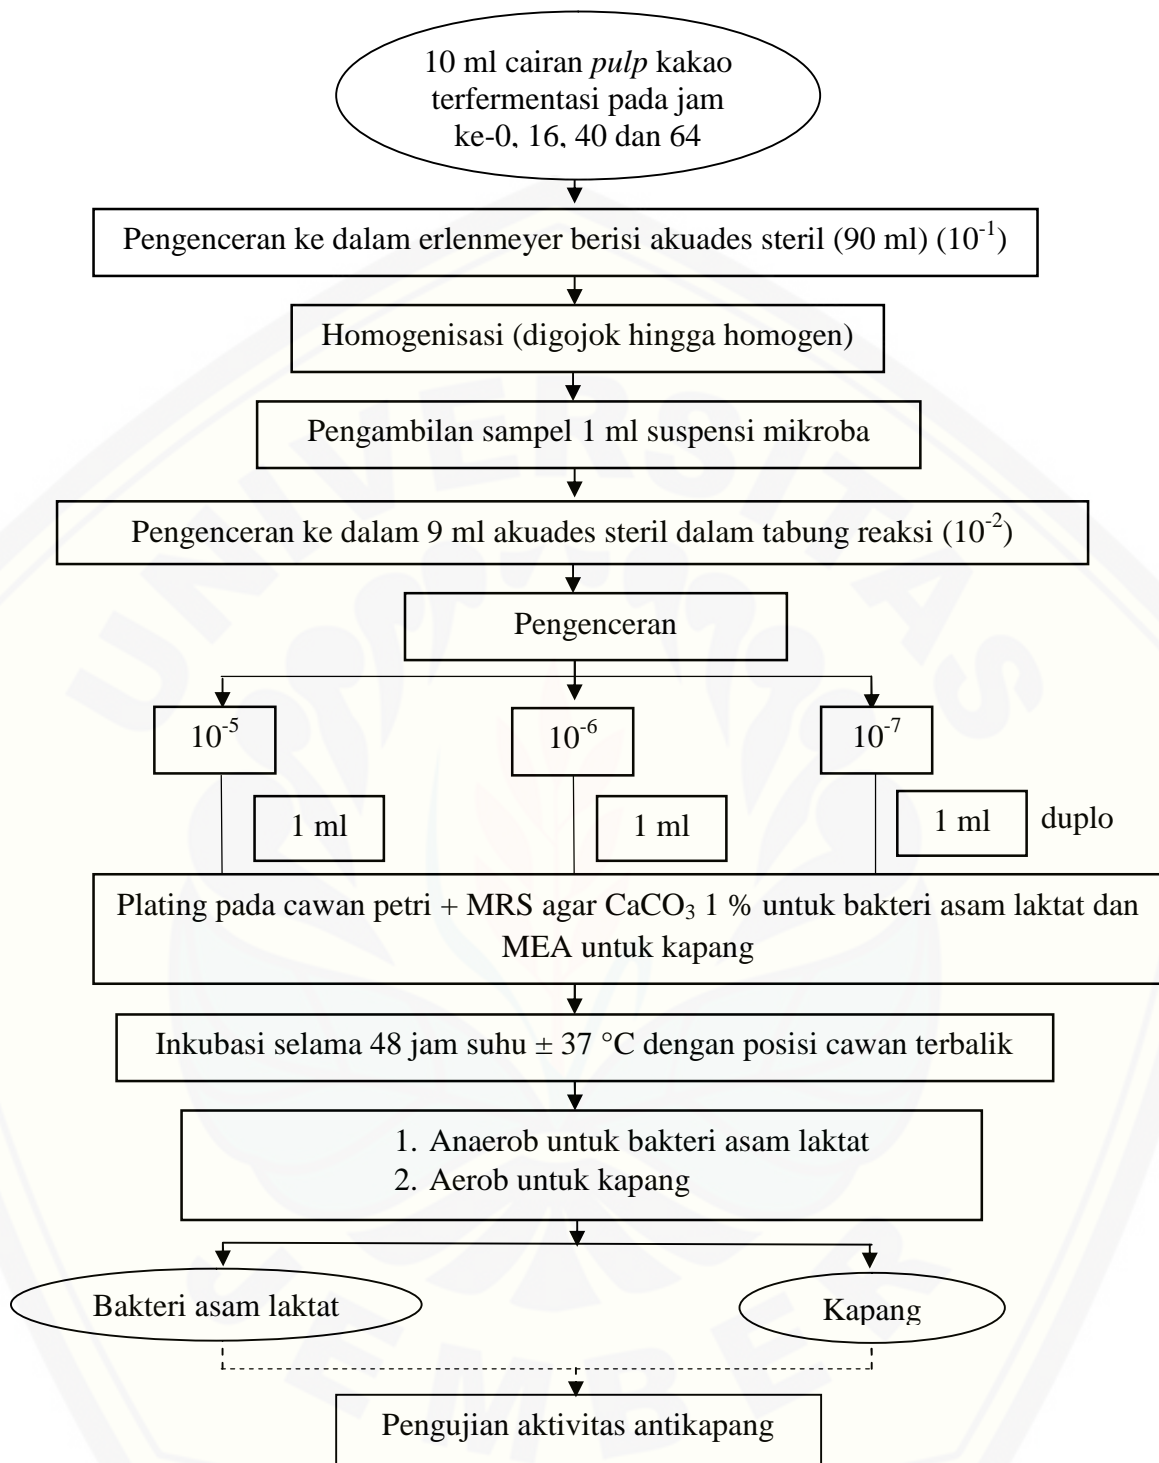 10 ml cairan pulp kakao
terfermentasi pada jam
ke-0, 16, 40 dan 64
Pengenceran ke dalam erlenmeyer berisi akuades steril (90 ml) (10⁻¹)
Homogenisasi (digojok hingga homogen)
Pengambilan sampel 1 ml suspensi mikroba
Pengenceran ke dalam 9 ml akuades steril dalam tabung reaksi (10⁻²)
Pengenceran
10⁻⁵ 10⁻⁶ 10⁻⁷
1 ml 1 ml 1 ml duplo
Plating pada cawan petri + MRS agar CaCO₃ 1 % untuk bakteri asam laktat dan
MEA untuk kapang
Inkubasi selama 48 jam suhu ± 37 °C dengan posisi cawan terbalik
1. Anaerob untuk bakteri asam laktat
2. Aerob untuk kapang
Bakteri asam laktat Kapang
Pengujian aktivitas antikapang
UNIVERSITAS
JEMBER